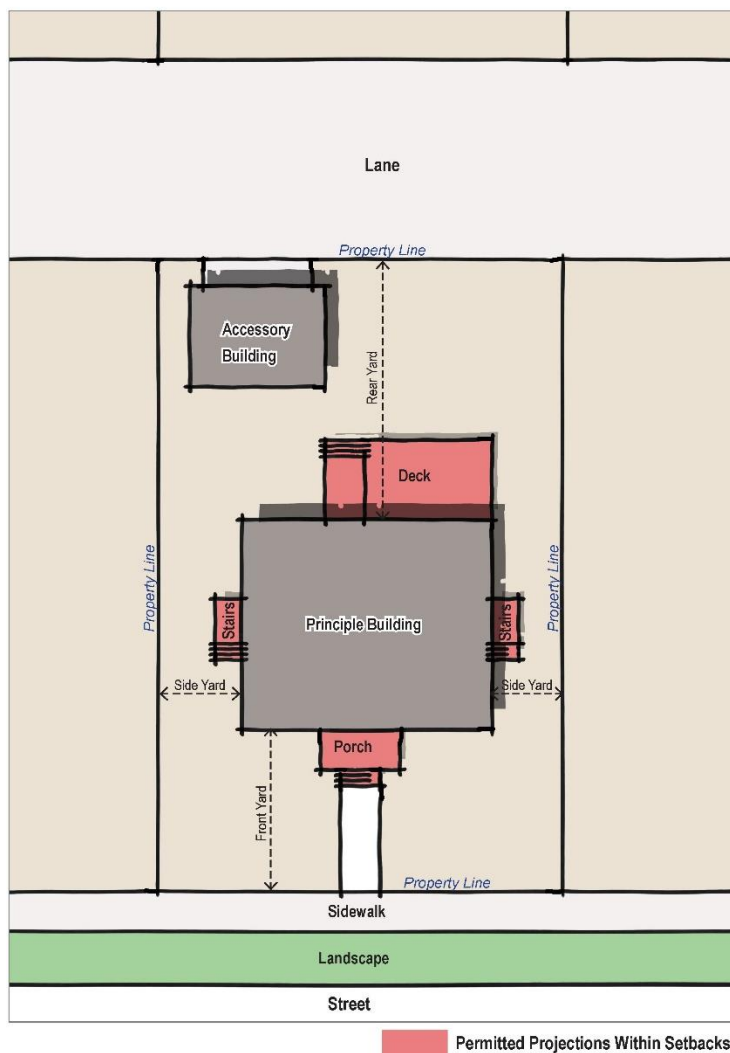 Lane
Property Line
Accessory
Building
Rear Yard
Deck
Property Line
Property Line
Stairs
Principle Building
Stairs
Side Yard
Side Yard
Porch
Front Yard
Property Line
Sidewalk
Landscape
Street
Permitted Projections Within Setbacks